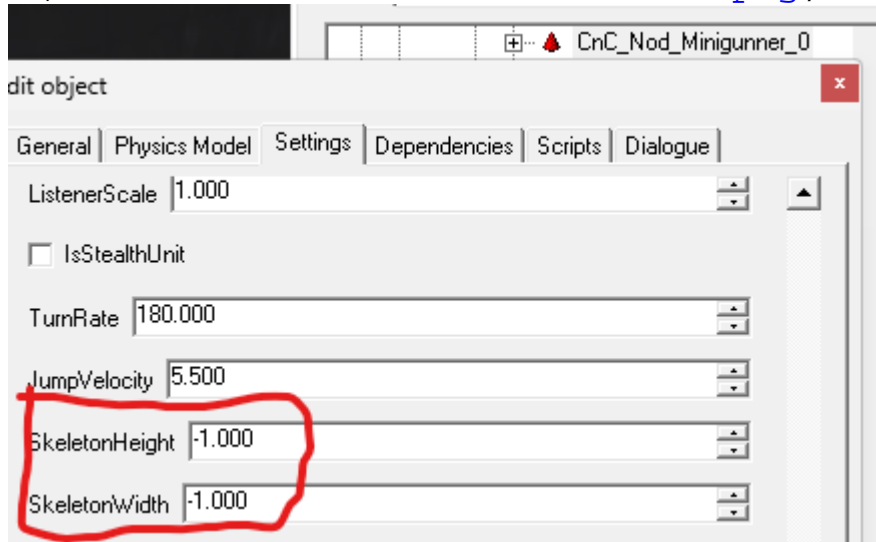 CnC_Nod_Minigunner_0
dit object
x
General Physics Model Settings Dependencies Scripts Dialogue
ListenerScale 1.000
IsStealthUnit
TurnRate 180.000
JumpVelocity 5.500
SkeletonHeight -1.000
SkeletonWidth -1.000